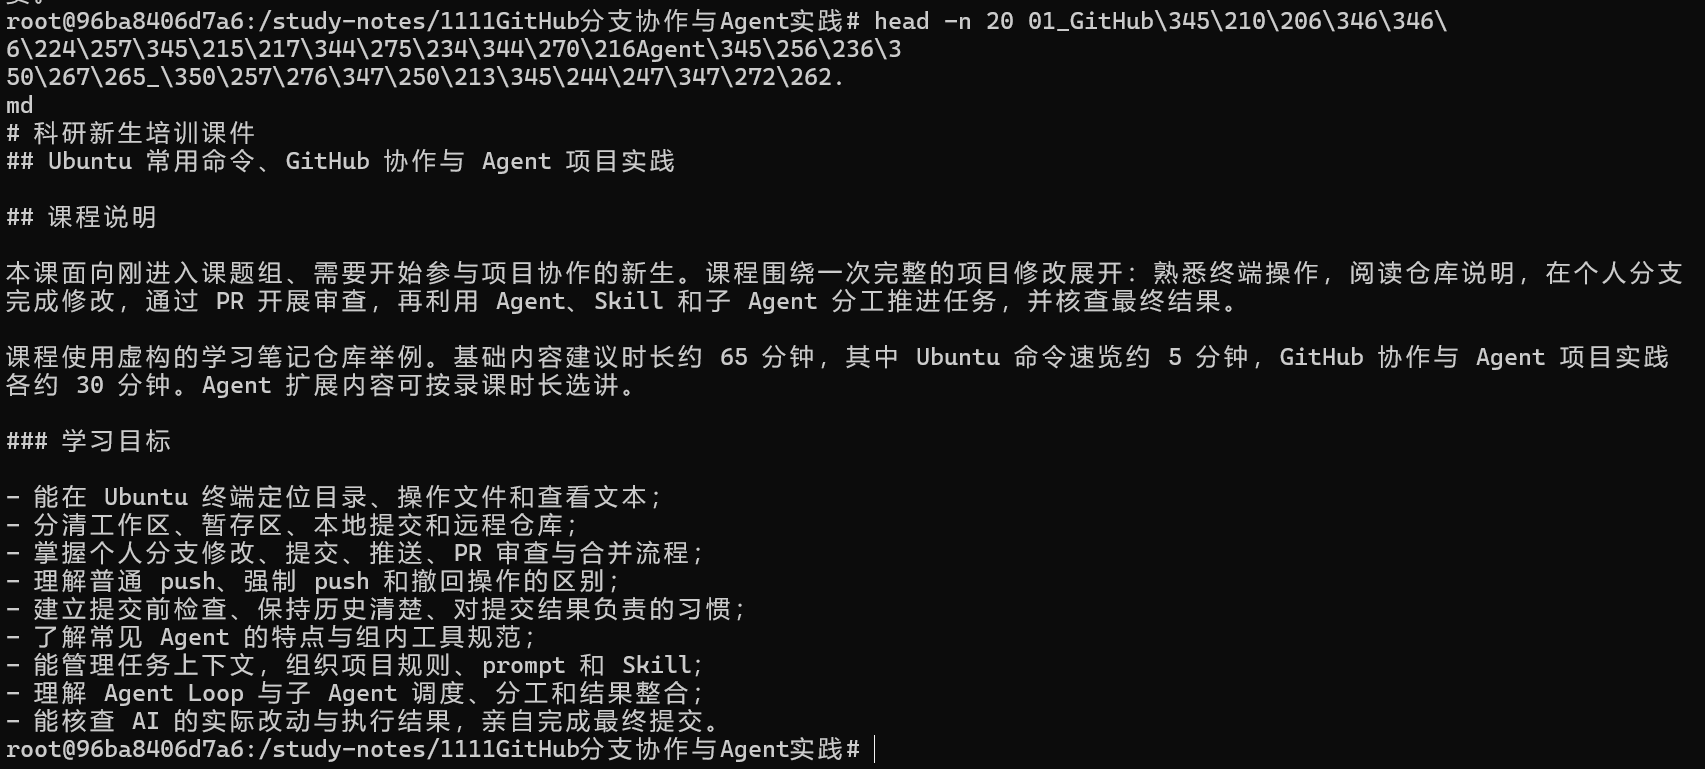 root@96ba8406d7a6:/study-notes/1111GitHub分支协作与Agent实践# head -n 20 01_GitHub\345\210\206\346\346\
6\224\257\345\215\217\344\275\234\344\270\216Agent\345\256\236\3
50\267\265_\350\257\276\347\250\213\345\244\247\347\272\262.
md
# 科研新生培训课件
## Ubuntu 常用命令、GitHub 协作与 Agent 项目实践
## 课程说明
本课面向刚进入课题组、需要开始参与项目协作的新生。课程围绕一次完整的项目修改展开：熟悉终端操作，阅读仓库说明，在个人分支
完成修改，通过 PR 开展审查，再利用 Agent、Skill 和子 Agent 分工推进任务，并核查最终结果。
课程使用虚构的学习笔记仓库举例。基础内容建议时长约 65 分钟，其中 Ubuntu 命令速览约 5 分钟，GitHub 协作与 Agent 项目实践
各约 30 分钟。Agent 扩展内容可按录课时长选讲。
### 学习目标
- 能在 Ubuntu 终端定位目录、操作文件和查看文本；
- 分清工作区、暂存区、本地提交和远程仓库；
- 掌握个人分支修改、提交、推送、PR 审查与合并流程；
- 理解普通 push、强制 push 和撤回操作的区别；
- 建立提交前检查、保持历史清楚、对提交结果负责的习惯；
- 了解常见 Agent 的特点与组内工具规范；
- 能管理任务上下文，组织项目规则、prompt 和 Skill；
- 理解 Agent Loop 与子 Agent 调度、分工和结果整合；
- 能核查 AI 的实际改动与执行结果，亲自完成最终提交。
root@96ba8406d7a6:/study-notes/1111GitHub分支协作与Agent实践#